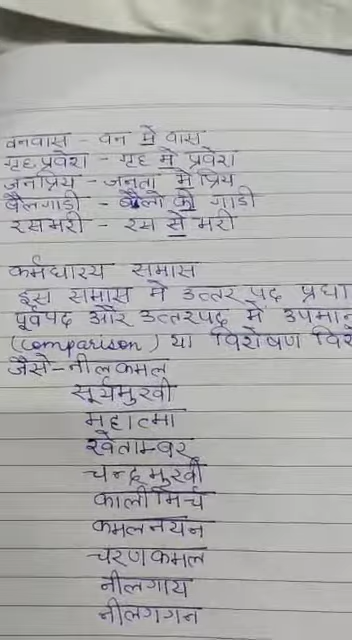 वनवास - वन में वास
गृहप्रवेश - गृह में प्रवेश
जनप्रिय - जनता में प्रिय
बैलगाडी - बैलो की गाडी
रसभरी - रस से भरी
कर्मधारय समास
इस समास में उत्तर पद प्रधा
पूर्वपद और उत्तरपद में उपमान
(comparison) या विशेषण विशे
जैसे - नीलकमल
सूर्यमुखी
महात्मा
श्वेताम्बर
चन्द्रमुखी
कालीमिर्च
कमलनयन
चरणकमल
नीलगाय
नीलगगन